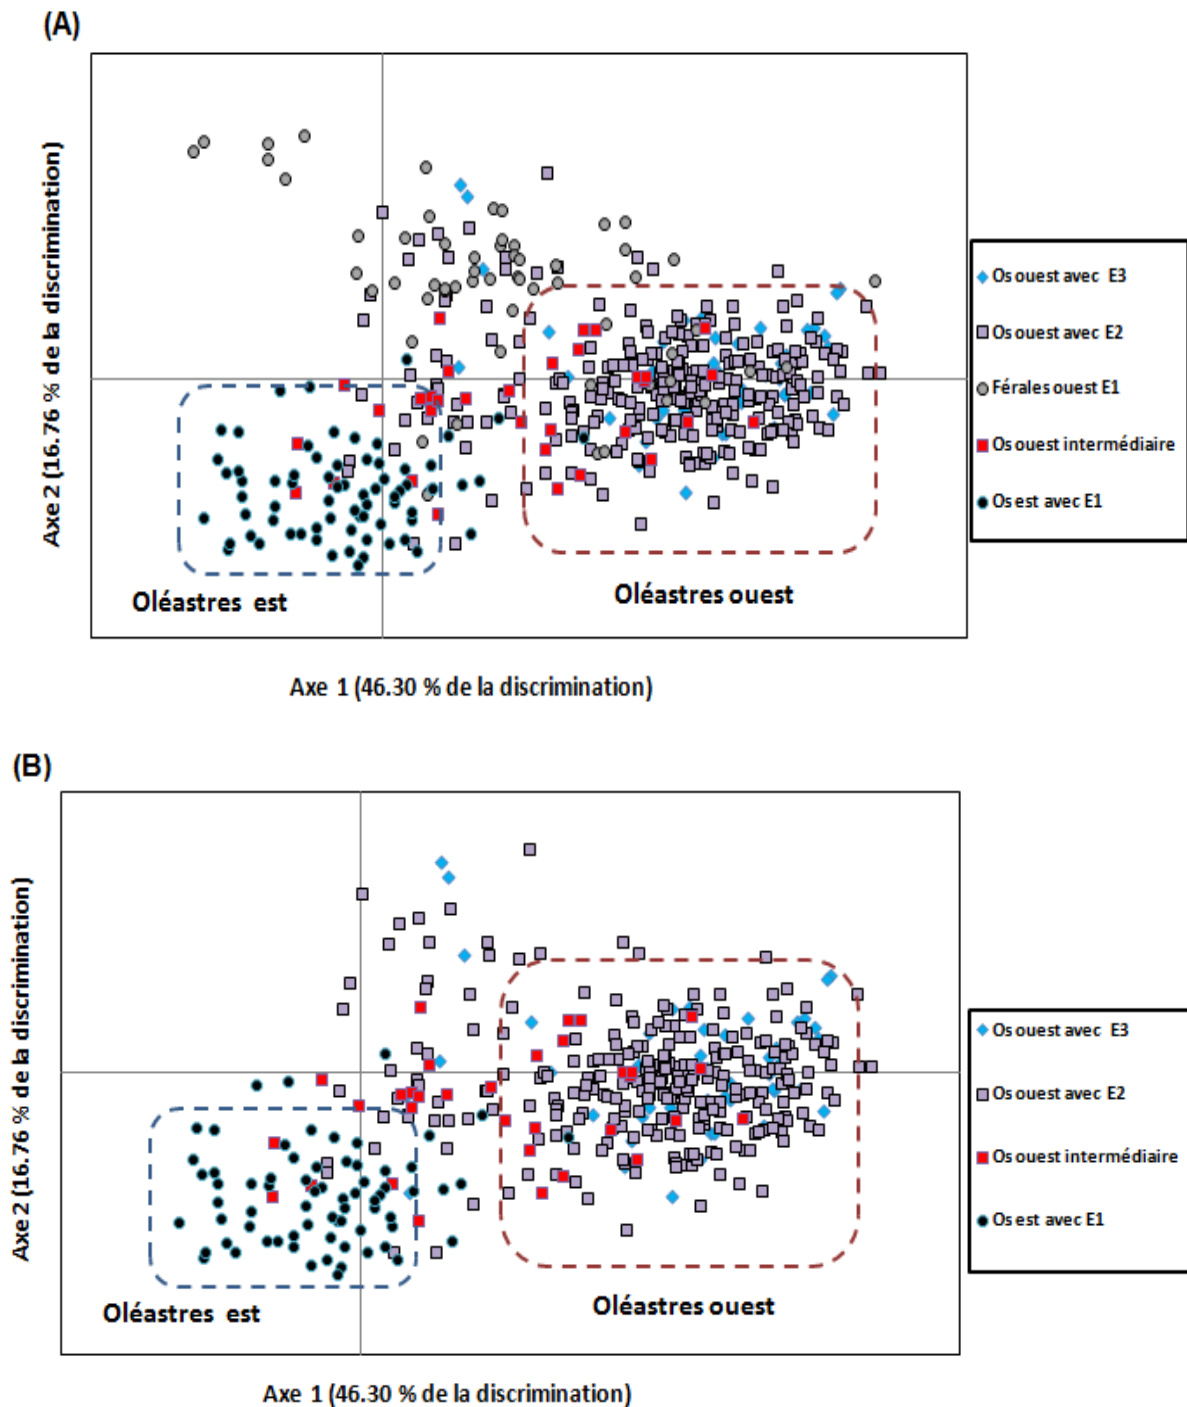 (A)
Axe 2 (16.76 % de la discrimination)
Os ouest avec E3
Os ouest avec E2
Férales ouest E1
Os ouest intermédiaire
Os est avec E1
Oléastres est
Oléastres ouest
Axe 1 (46.30 % de la discrimination)
(B)
Axe 2 (16.76 % de la discrimination)
Os ouest avec E3
Os ouest avec E2
Os ouest intermédiaire
Os est avec E1
Oléastres est
Oléastres ouest
Axe 1 (46.30 % de la discrimination)